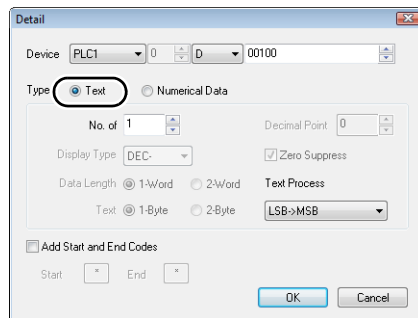 Detail
Device PLC1 0 D 00100
Type Text Numerical Data
No. of 1 Decimal Point 0
Display Type DEC- Zero Suppress
Data Length 1-Word 2-Word Text Process
Text 1-Byte 2-Byte LSB->MSB
Add Start and End Codes
Start * End *
OK Cancel